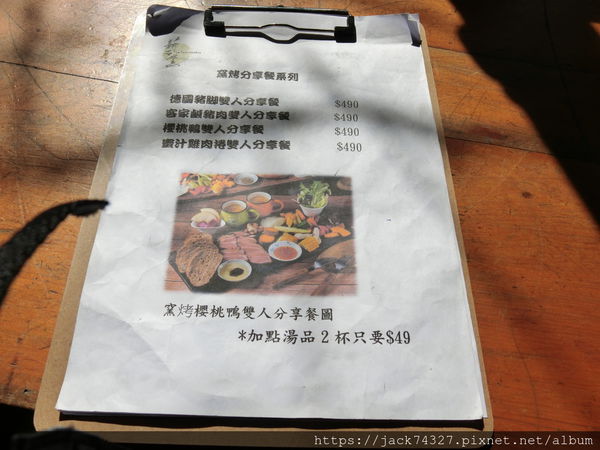 窯烤分享餐系列
德國豬腳雙人分享餐 $490
客家鹹豬肉雙人分享餐 $490
櫻桃鴨雙人分享餐 $490
蜜汁雞肉捲雙人分享餐 $490
窯烤櫻桃鴨雙人分享餐圖
*加點湯品2杯只要$49
https://jack74327.pixnet.net/album